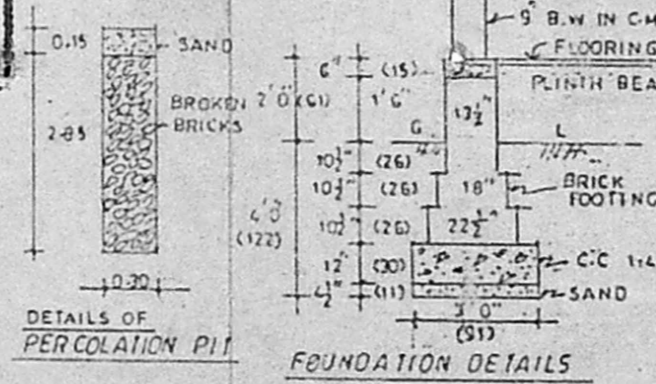 0.15
SAND
BROKEN
BRICKS
2.85
0.30
DETAILS OF
PERCOLATION PIT
9" B.W IN C.M
FLOORING
PLINTH BEA
6" (15)
2'0" (61) 1'6"
13½"
G L
10½" (26)
10½" (26) 18" BRICK
FOOTING
4'0"
(122)
10½" (26) 22½"
12" (30) C.C 1:4
4½" (11) SAND
3'0"
(91)
FOUNDATION DETAILS